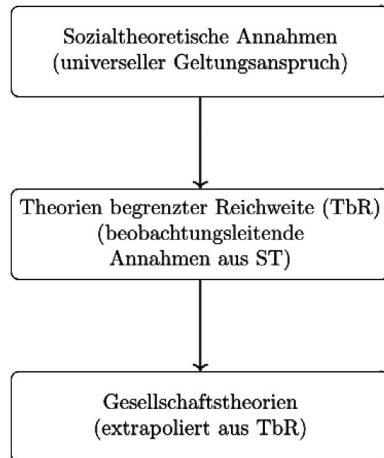 Sozialtheoretische Annahmen
(universeller Geltungsanspruch)
Theorien begrenzter Reichweite (TbR)
(beobachtungsleitende
Annahmen aus ST)
Gesellschaftstheorien
(extrapoliert aus TbR)